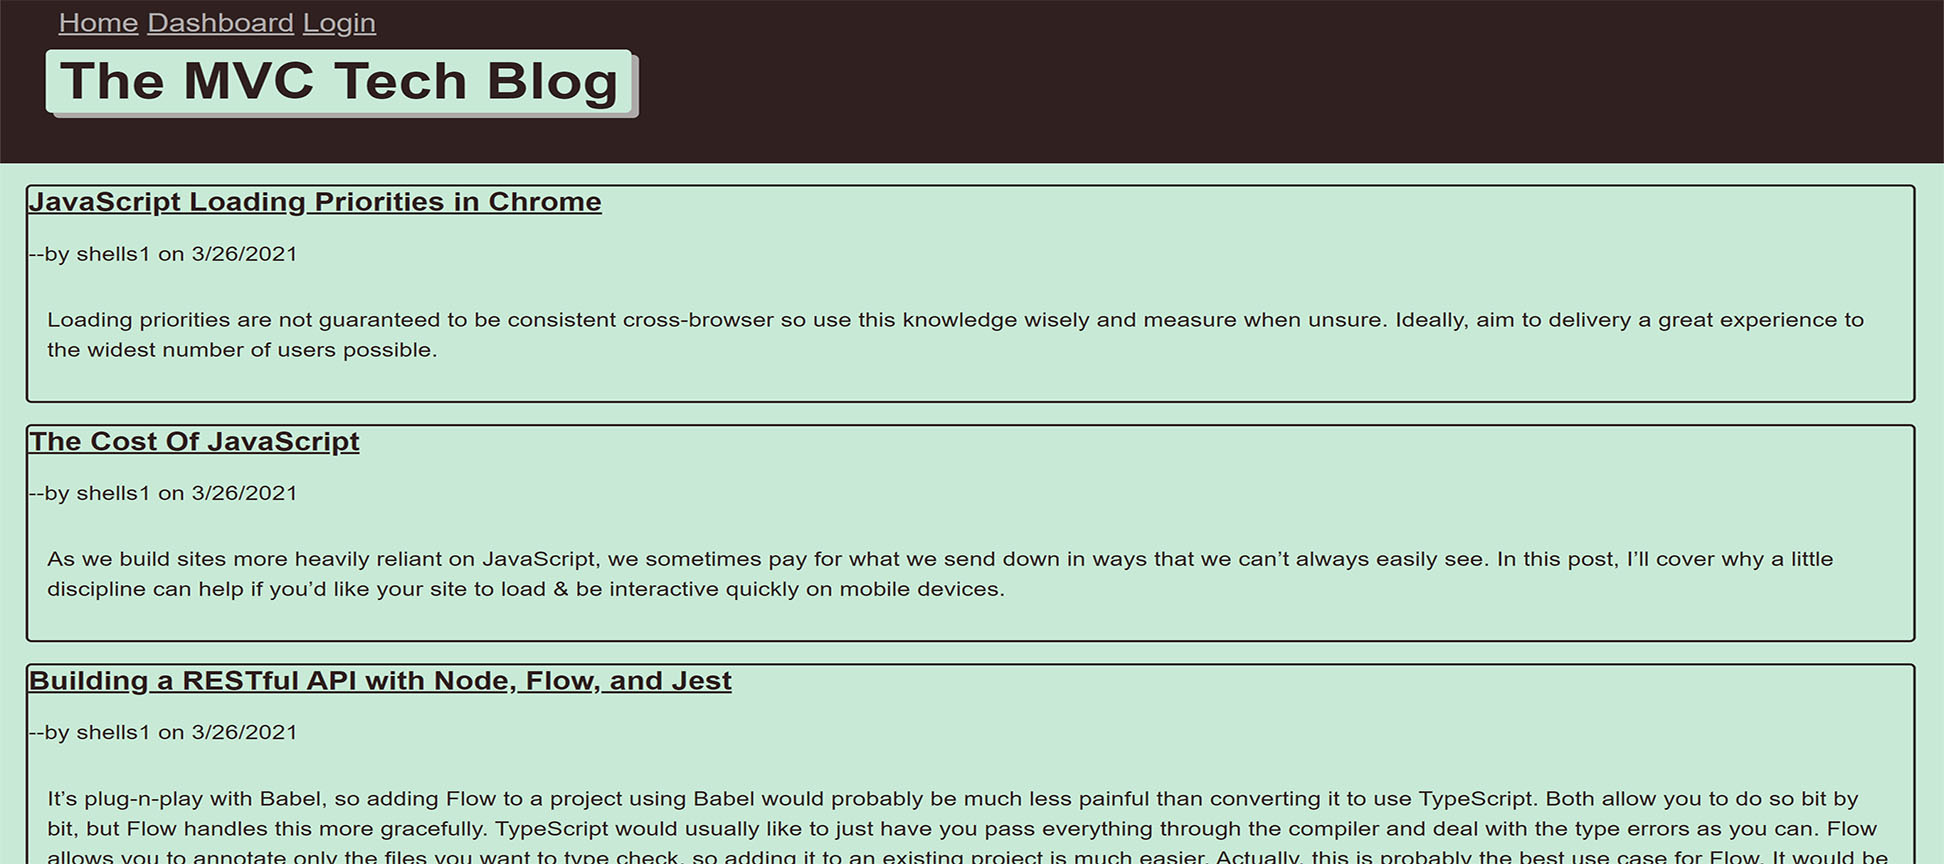 Home Dashboard Login
The MVC Tech Blog
JavaScript Loading Priorities in Chrome
--by shells1 on 3/26/2021
Loading priorities are not guaranteed to be consistent cross-browser so use this knowledge wisely and measure when unsure. Ideally, aim to delivery a great experience to
the widest number of users possible.
The Cost Of JavaScript
--by shells1 on 3/26/2021
As we build sites more heavily reliant on JavaScript, we sometimes pay for what we send down in ways that we can’t always easily see. In this post, I’ll cover why a little
discipline can help if you’d like your site to load & be interactive quickly on mobile devices.
Building a RESTful API with Node, Flow, and Jest
--by shells1 on 3/26/2021
It’s plug-n-play with Babel, so adding Flow to a project using Babel would probably be much less painful than converting it to use TypeScript. Both allow you to do so bit by
bit, but Flow handles this more gracefully. TypeScript would usually like to just have you pass everything through the compiler and deal with the type errors as you can. Flow
allows you to annotate only the files you want to type check, so adding it to an existing project is much easier. Actually, this is probably the best use case for Flow. It would be